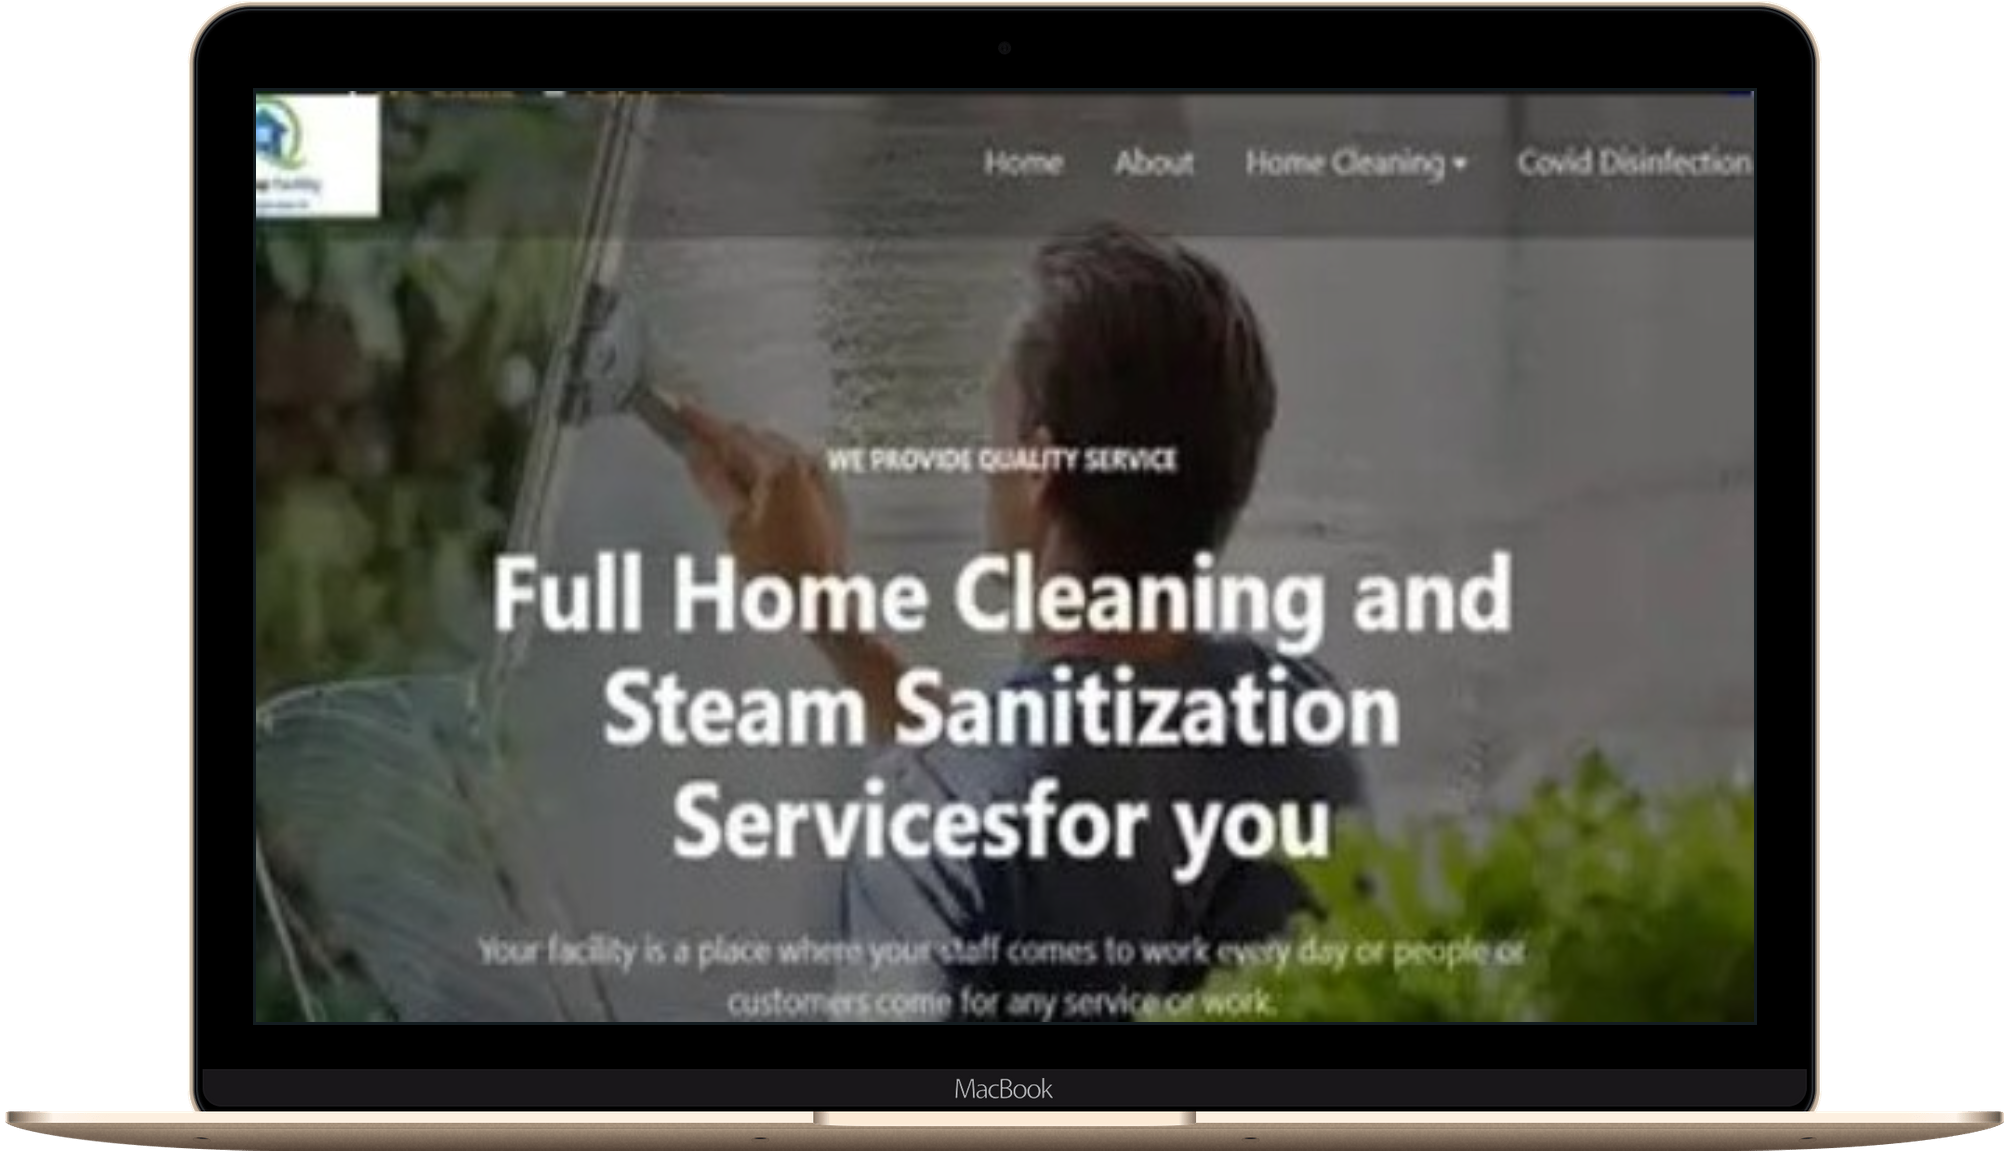 Home About Home Cleaning Covid Disinfection
WE PROVIDE QUALITY SERVICE
Full Home Cleaning and
Steam Sanitization
Servicesfor you
Your facility is a place where your staff comes to work every day or people or
customers come for any service or work.
MacBook